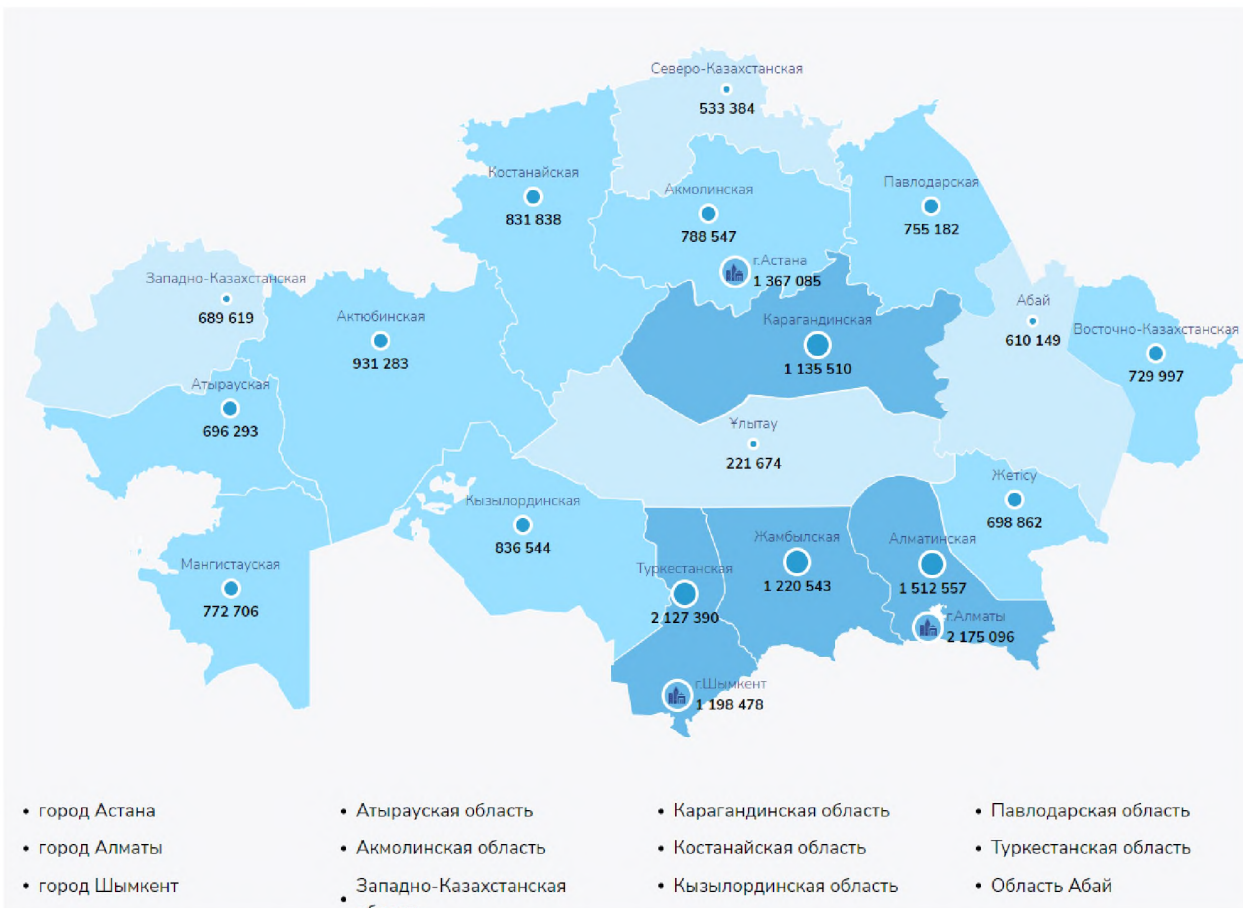 Северо-Казахстанская
533 384
Костанайская
831 838
Акмолинская
788 547
Павлодарская
755 182
г.Астана
1 367 085
Западно-Казахстанская
689 619
Актюбинская
931 283
Карагандинская
1 135 510
Абай
610 149
Восточно-Казахстанская
729 997
Атырауская
696 293
Ұлытау
221 674
Кызылординская
836 544
Жетісу
698 862
Мангистауская
772 706
Туркестанская
2 127 390
Жамбылская
1 220 543
Алматинская
1 512 557
г.Алматы
2 175 096
г.Шымкент
1 198 478
• город Астана
• город Алматы
• город Шымкент
• Атырауская область
• Акмолинская область
• Западно-Казахстанская
• Карагандинская область
• Костанайская область
• Кызылординская область
• Павлодарская область
• Туркестанская область
• Область Абай